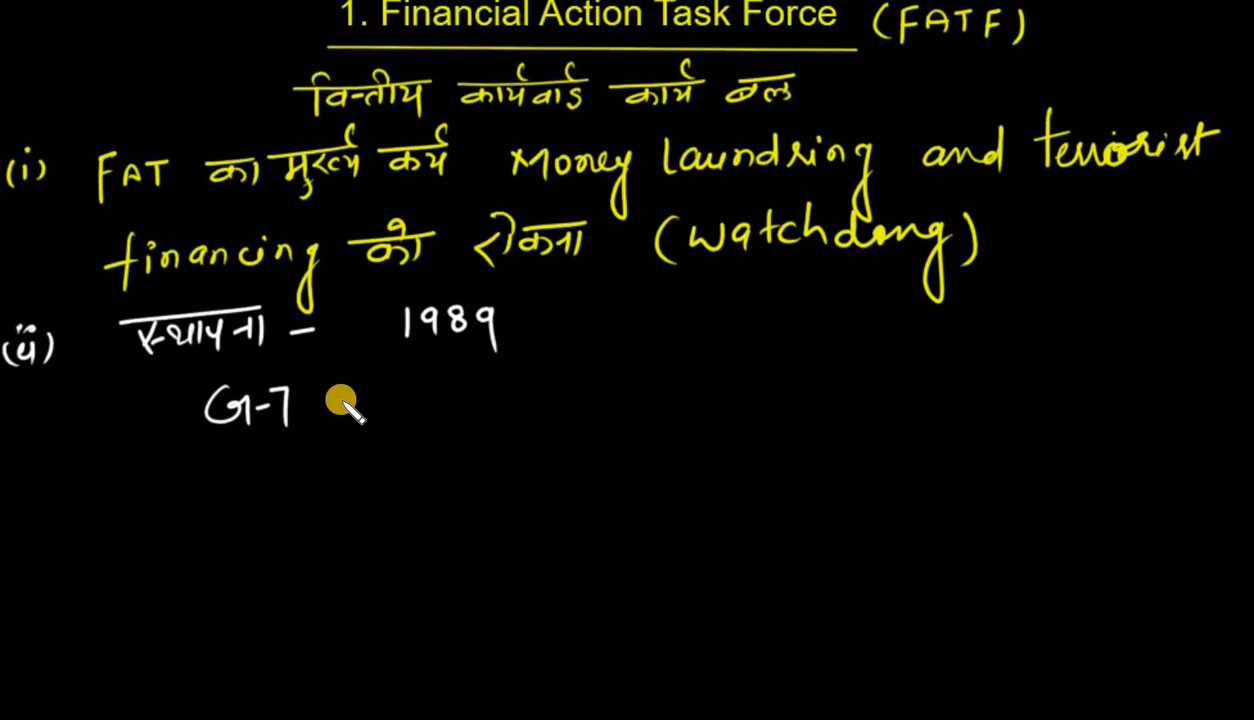 1. Financial Action Task Force (FATF)
वित्तीय कार्यवाई कार्य बल
(i) FAT का मुख्य कार्य Money Laundring and terrorist
financing को रोकना (watchdong)
(ii) स्थापना - 1989
G-7